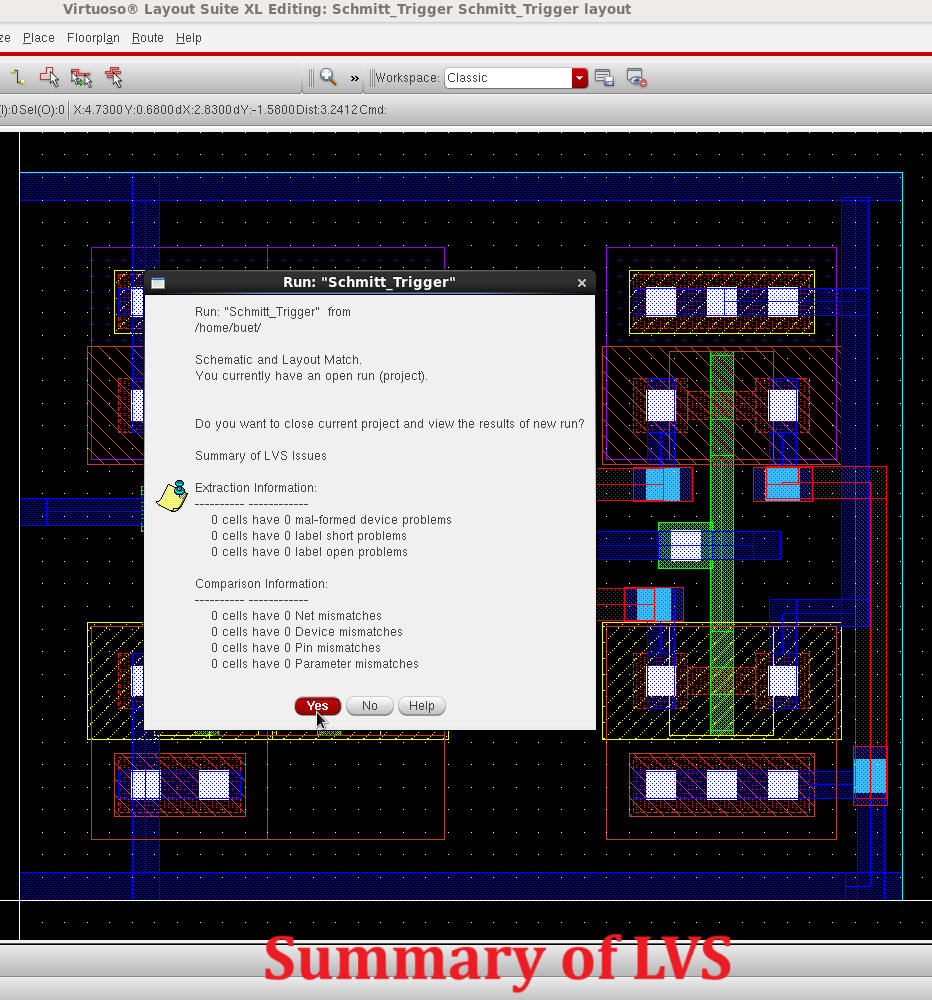 Virtuoso® Layout Suite XL Editing: Schmitt_Trigger Schmitt_Trigger layout
ze Place Floorplan Route Help
» Workspace: Classic
I):0Sel(O):0 X:4.7300Y:0.6800dX:2.8300dY:-1.5800Dist:3.2412Cmd:
Run: "Schmitt_Trigger"
Run: "Schmitt_Trigger" from
/home/buet/
Schematic and Layout Match.
You currently have an open run (project).
Do you want to close current project and view the results of new run?
Summary of LVS Issues
Extraction Information:
---------- ------------
0 cells have 0 mal-formed device problems
0 cells have 0 label short problems
0 cells have 0 label open problems
Comparison Information:
---------- ------------
0 cells have 0 Net mismatches
0 cells have 0 Device mismatches
0 cells have 0 Pin mismatches
0 cells have 0 Parameter mismatches
Yes No Help
Summary of LVS